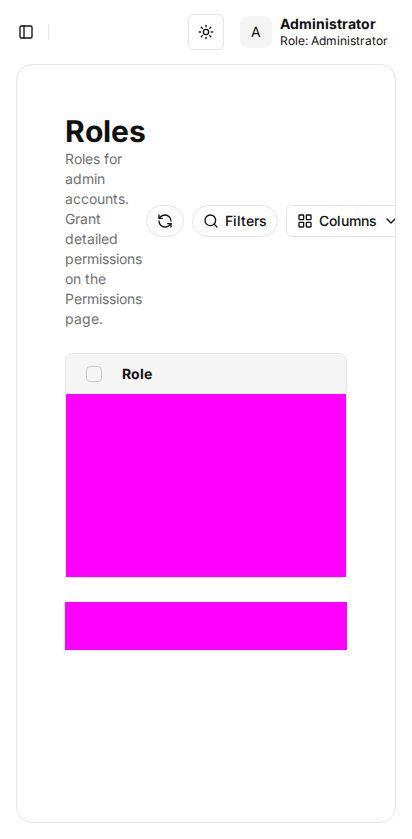 A
Administrator
Role: Administrator
Roles
Roles for
admin
accounts.
Grant
detailed
permissions
on the
Permissions
page.
Filters
Columns
Role